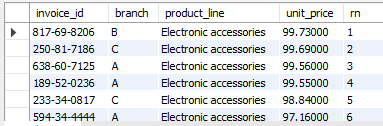 invoice_id branch product_line unit_price rn
817-69-8206 B Electronic accessories 99.73000 1
250-81-7186 C Electronic accessories 99.69000 2
638-60-7125 A Electronic accessories 99.56000 3
189-52-0236 A Electronic accessories 99.55000 4
233-34-0817 C Electronic accessories 98.84000 5
594-34-4444 A Electronic accessories 97.16000 6